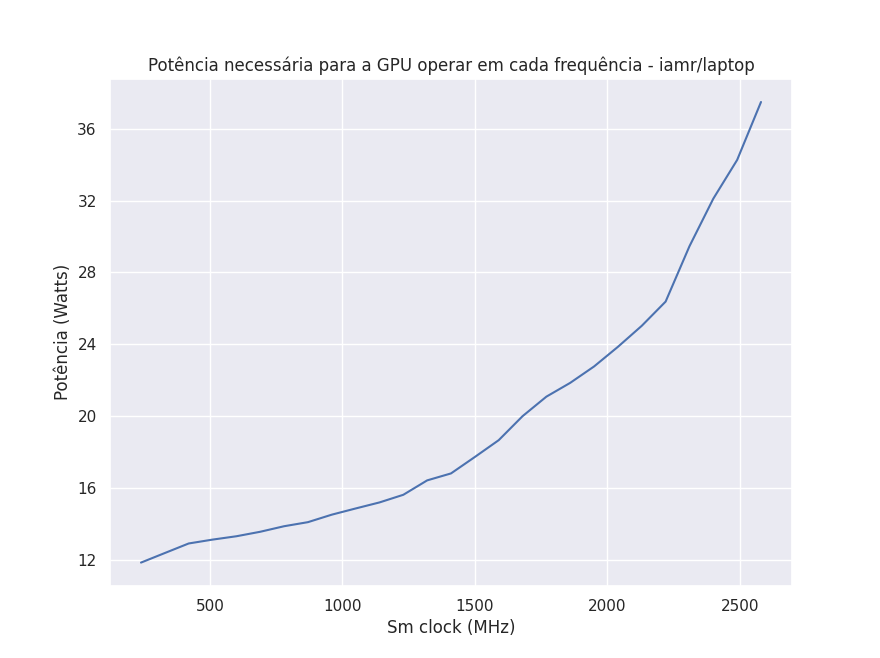 Potência necessária para a GPU operar em cada frequência - iamr/laptop
Potência (Watts)
36
32
28
24
20
16
12
500 1000 1500 2000 2500
Sm clock (MHz)